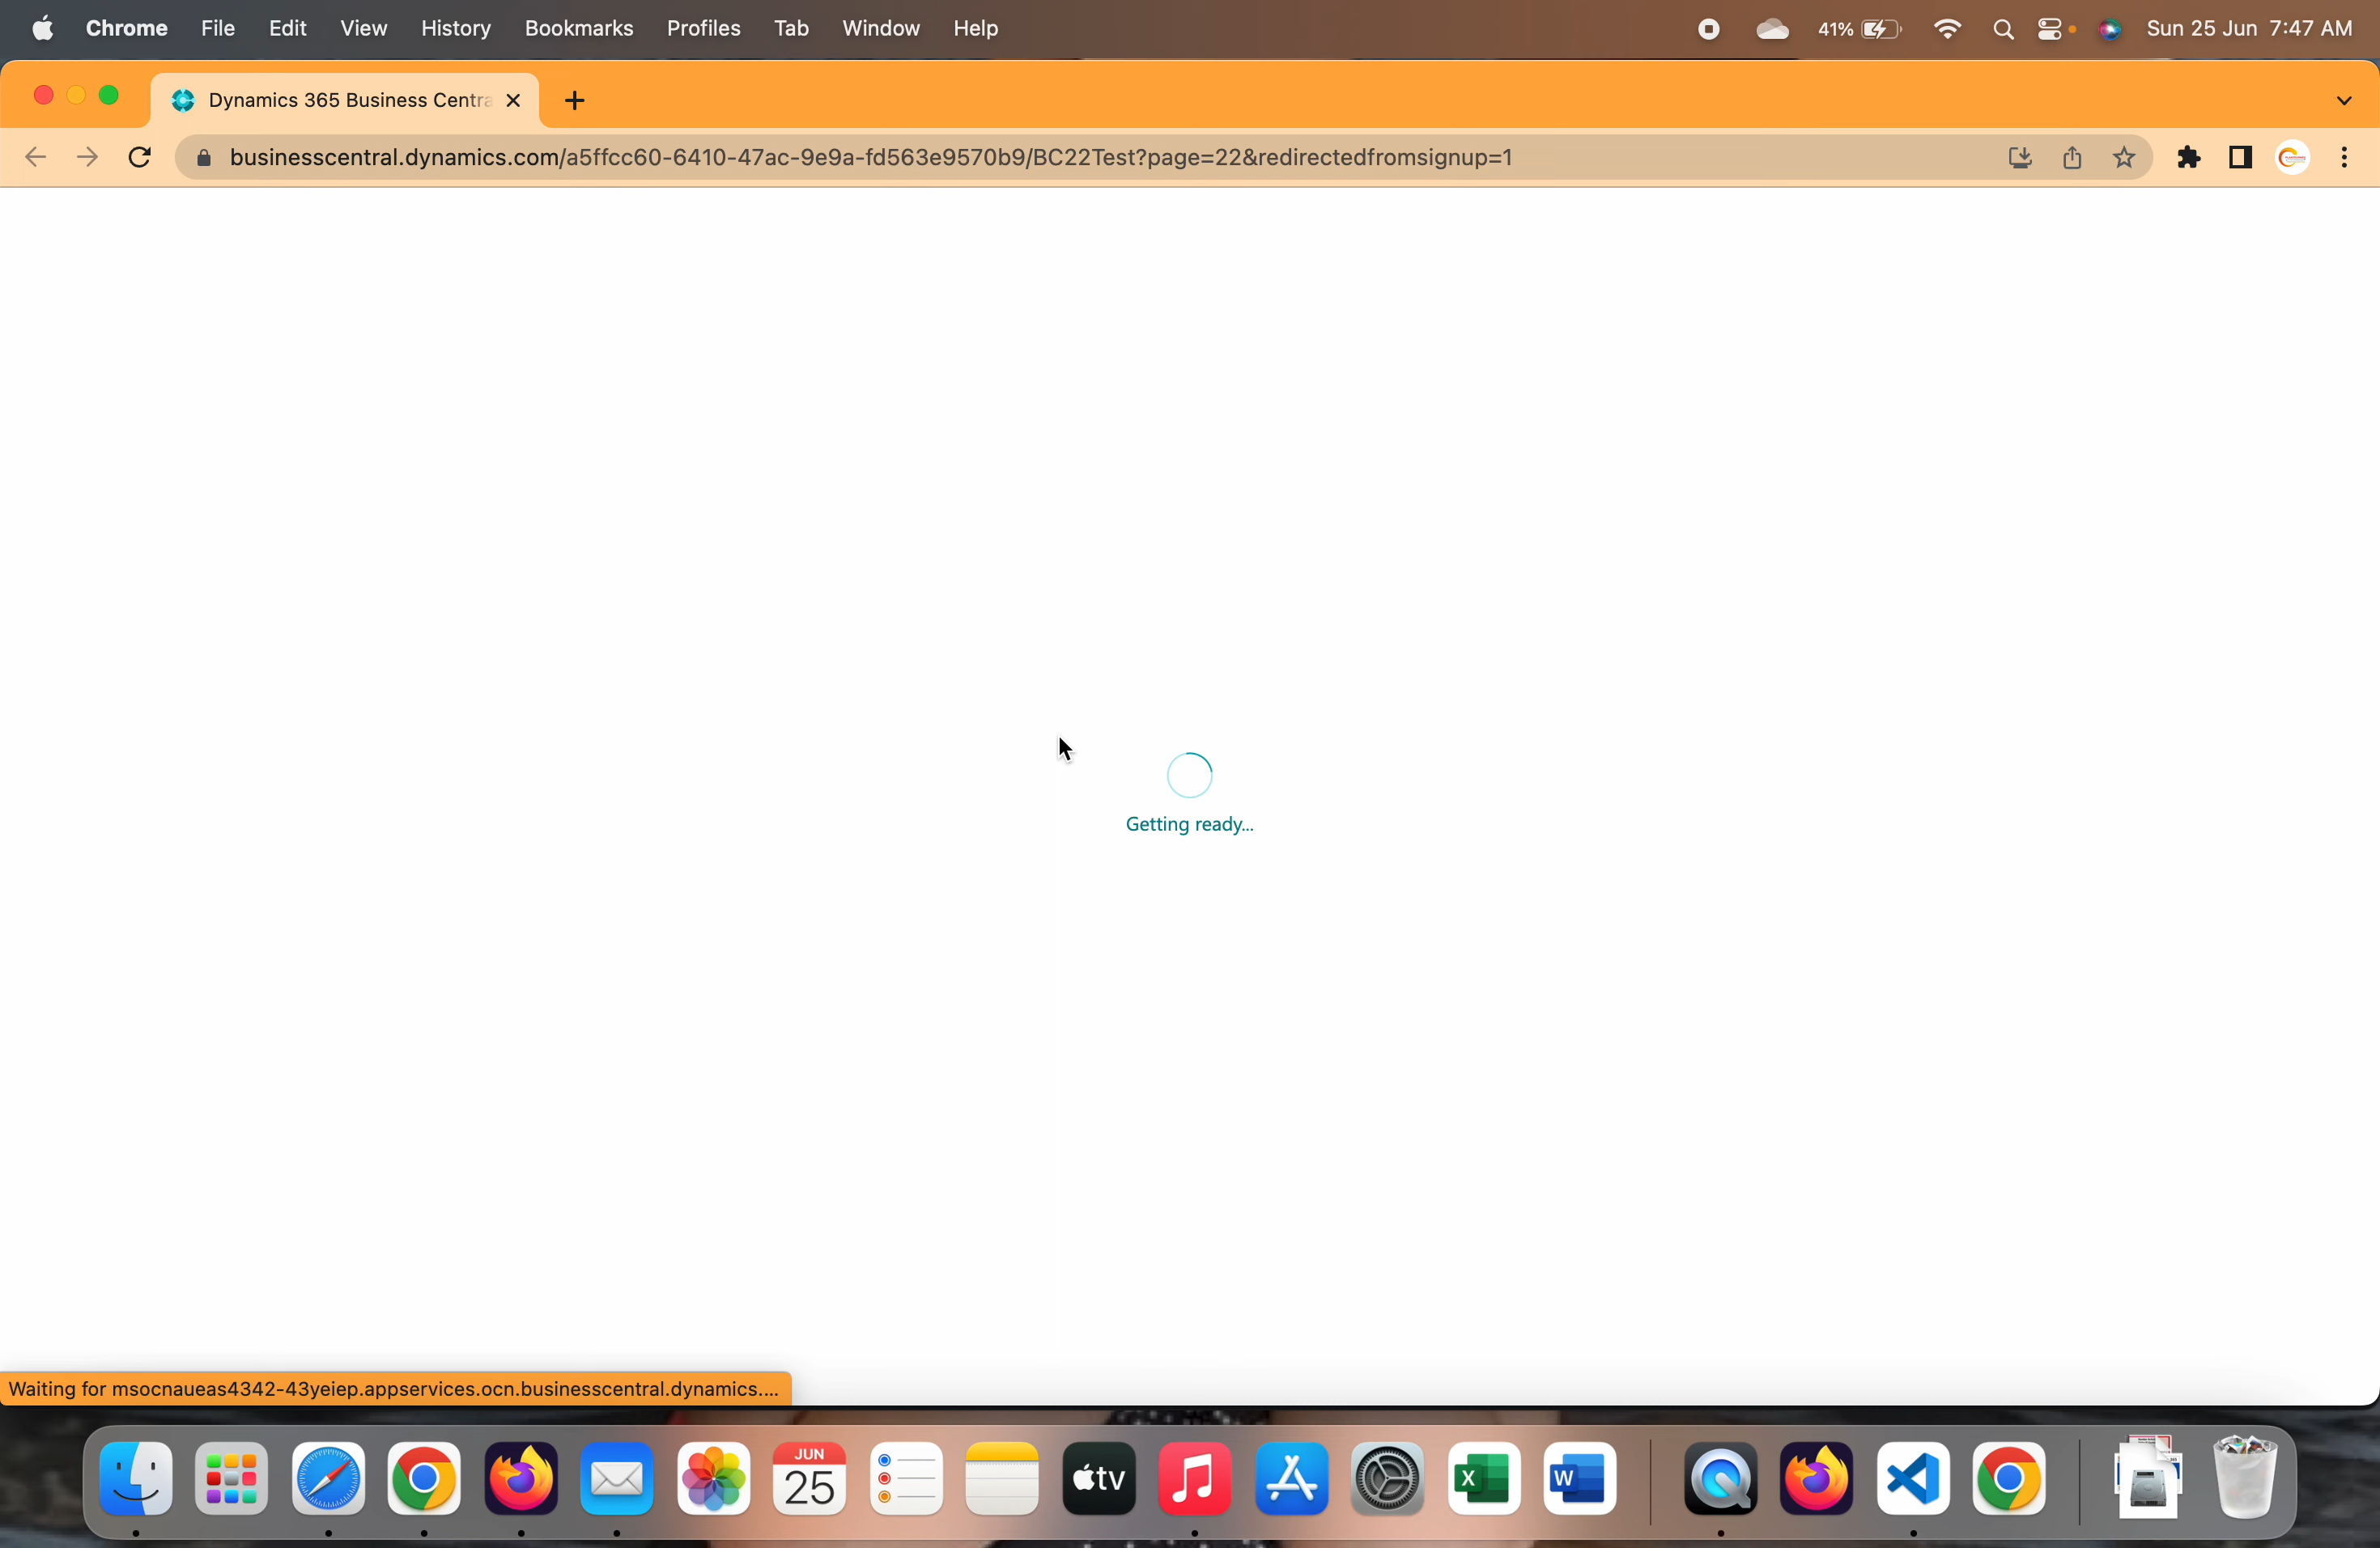 Chrome File Edit View History Bookmarks Profiles Tab Window Help 41% Sun 25 Jun 7:47 AM
Dynamics 365 Business Centra
businesscentral.dynamics.com/a5ffcc60-6410-47ac-9e9a-fd563e9570b9/BC22Test?page=22&redirectedfromsignup=1
Getting ready...
Waiting for msocnaueas4342-43yeiep.appservices.ocn.businesscentral.dynamics....
JUN
25
tv
X
W